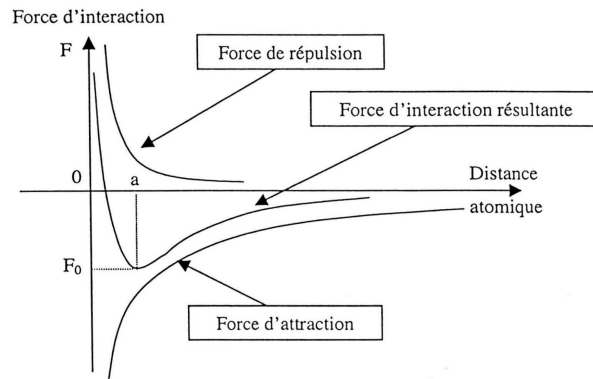 Force d'interaction
F
Force de répulsion
Force d'interaction résultante
0
a
Distance
atomique
F₀
Force d'attraction